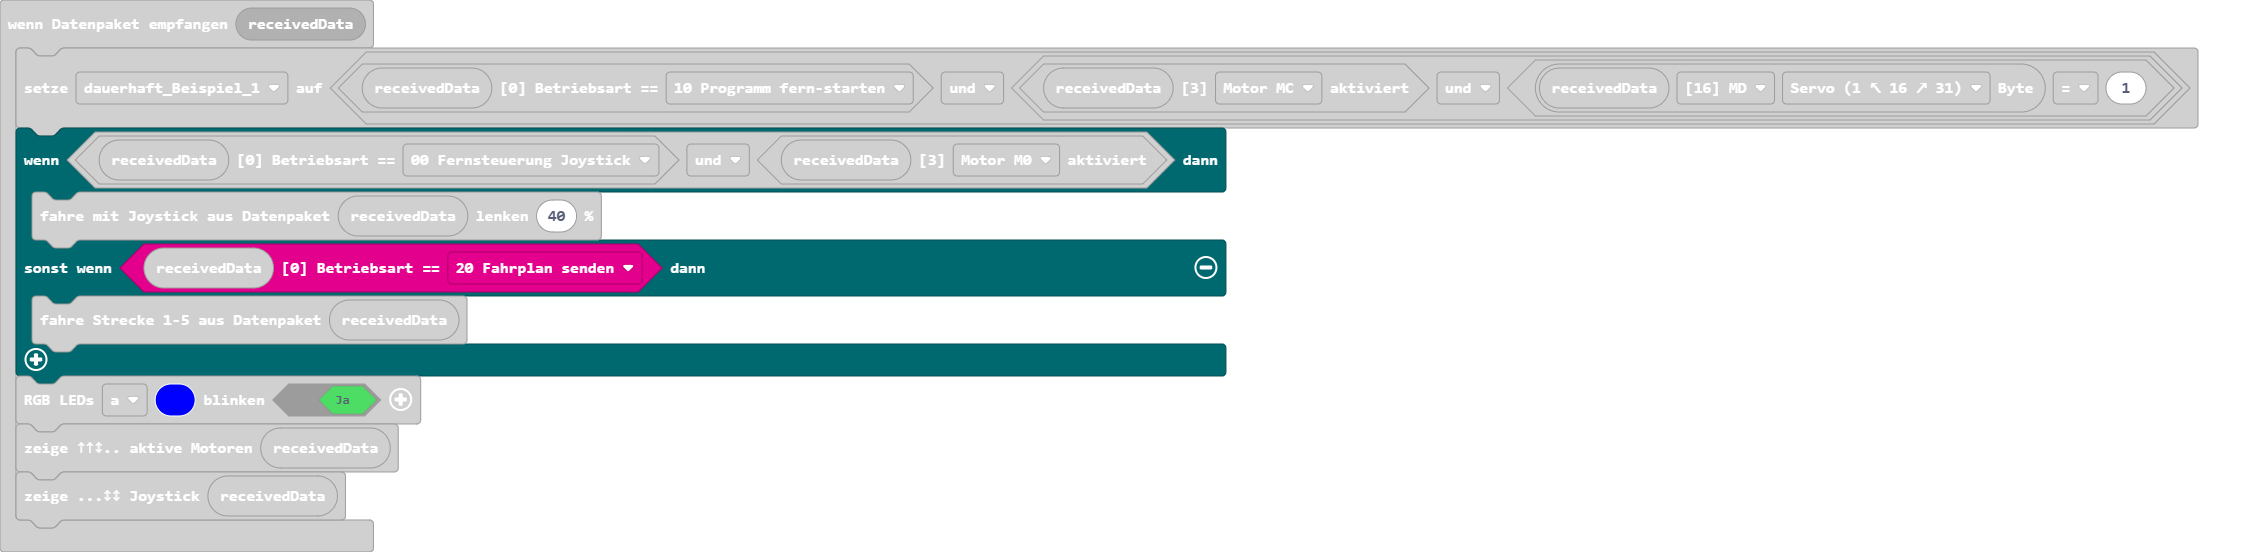 wenn Datenpaket empfangen receivedData
setze dauerhaft_Beispiel_1 auf receivedData [0] Betriebsart == 10 Programm fern-starten und receivedData [3] Motor MC aktiviert und receivedData [16] MD Servo (1 ↖ 16 ↗ 31) Byte = 1
wenn receivedData [0] Betriebsart == 00 Fernsteuerung Joystick und receivedData [3] Motor M0 aktiviert dann
fahre mit Joystick aus Datenpaket receivedData lenken 40 %
sonst wenn receivedData [0] Betriebsart == 20 Fahrplan senden dann
fahre Strecke 1-5 aus Datenpaket receivedData
RGB LEDs a blinken Ja
zeige ↑↑↕.. aktive Motoren receivedData
zeige ...↕↕ Joystick receivedData